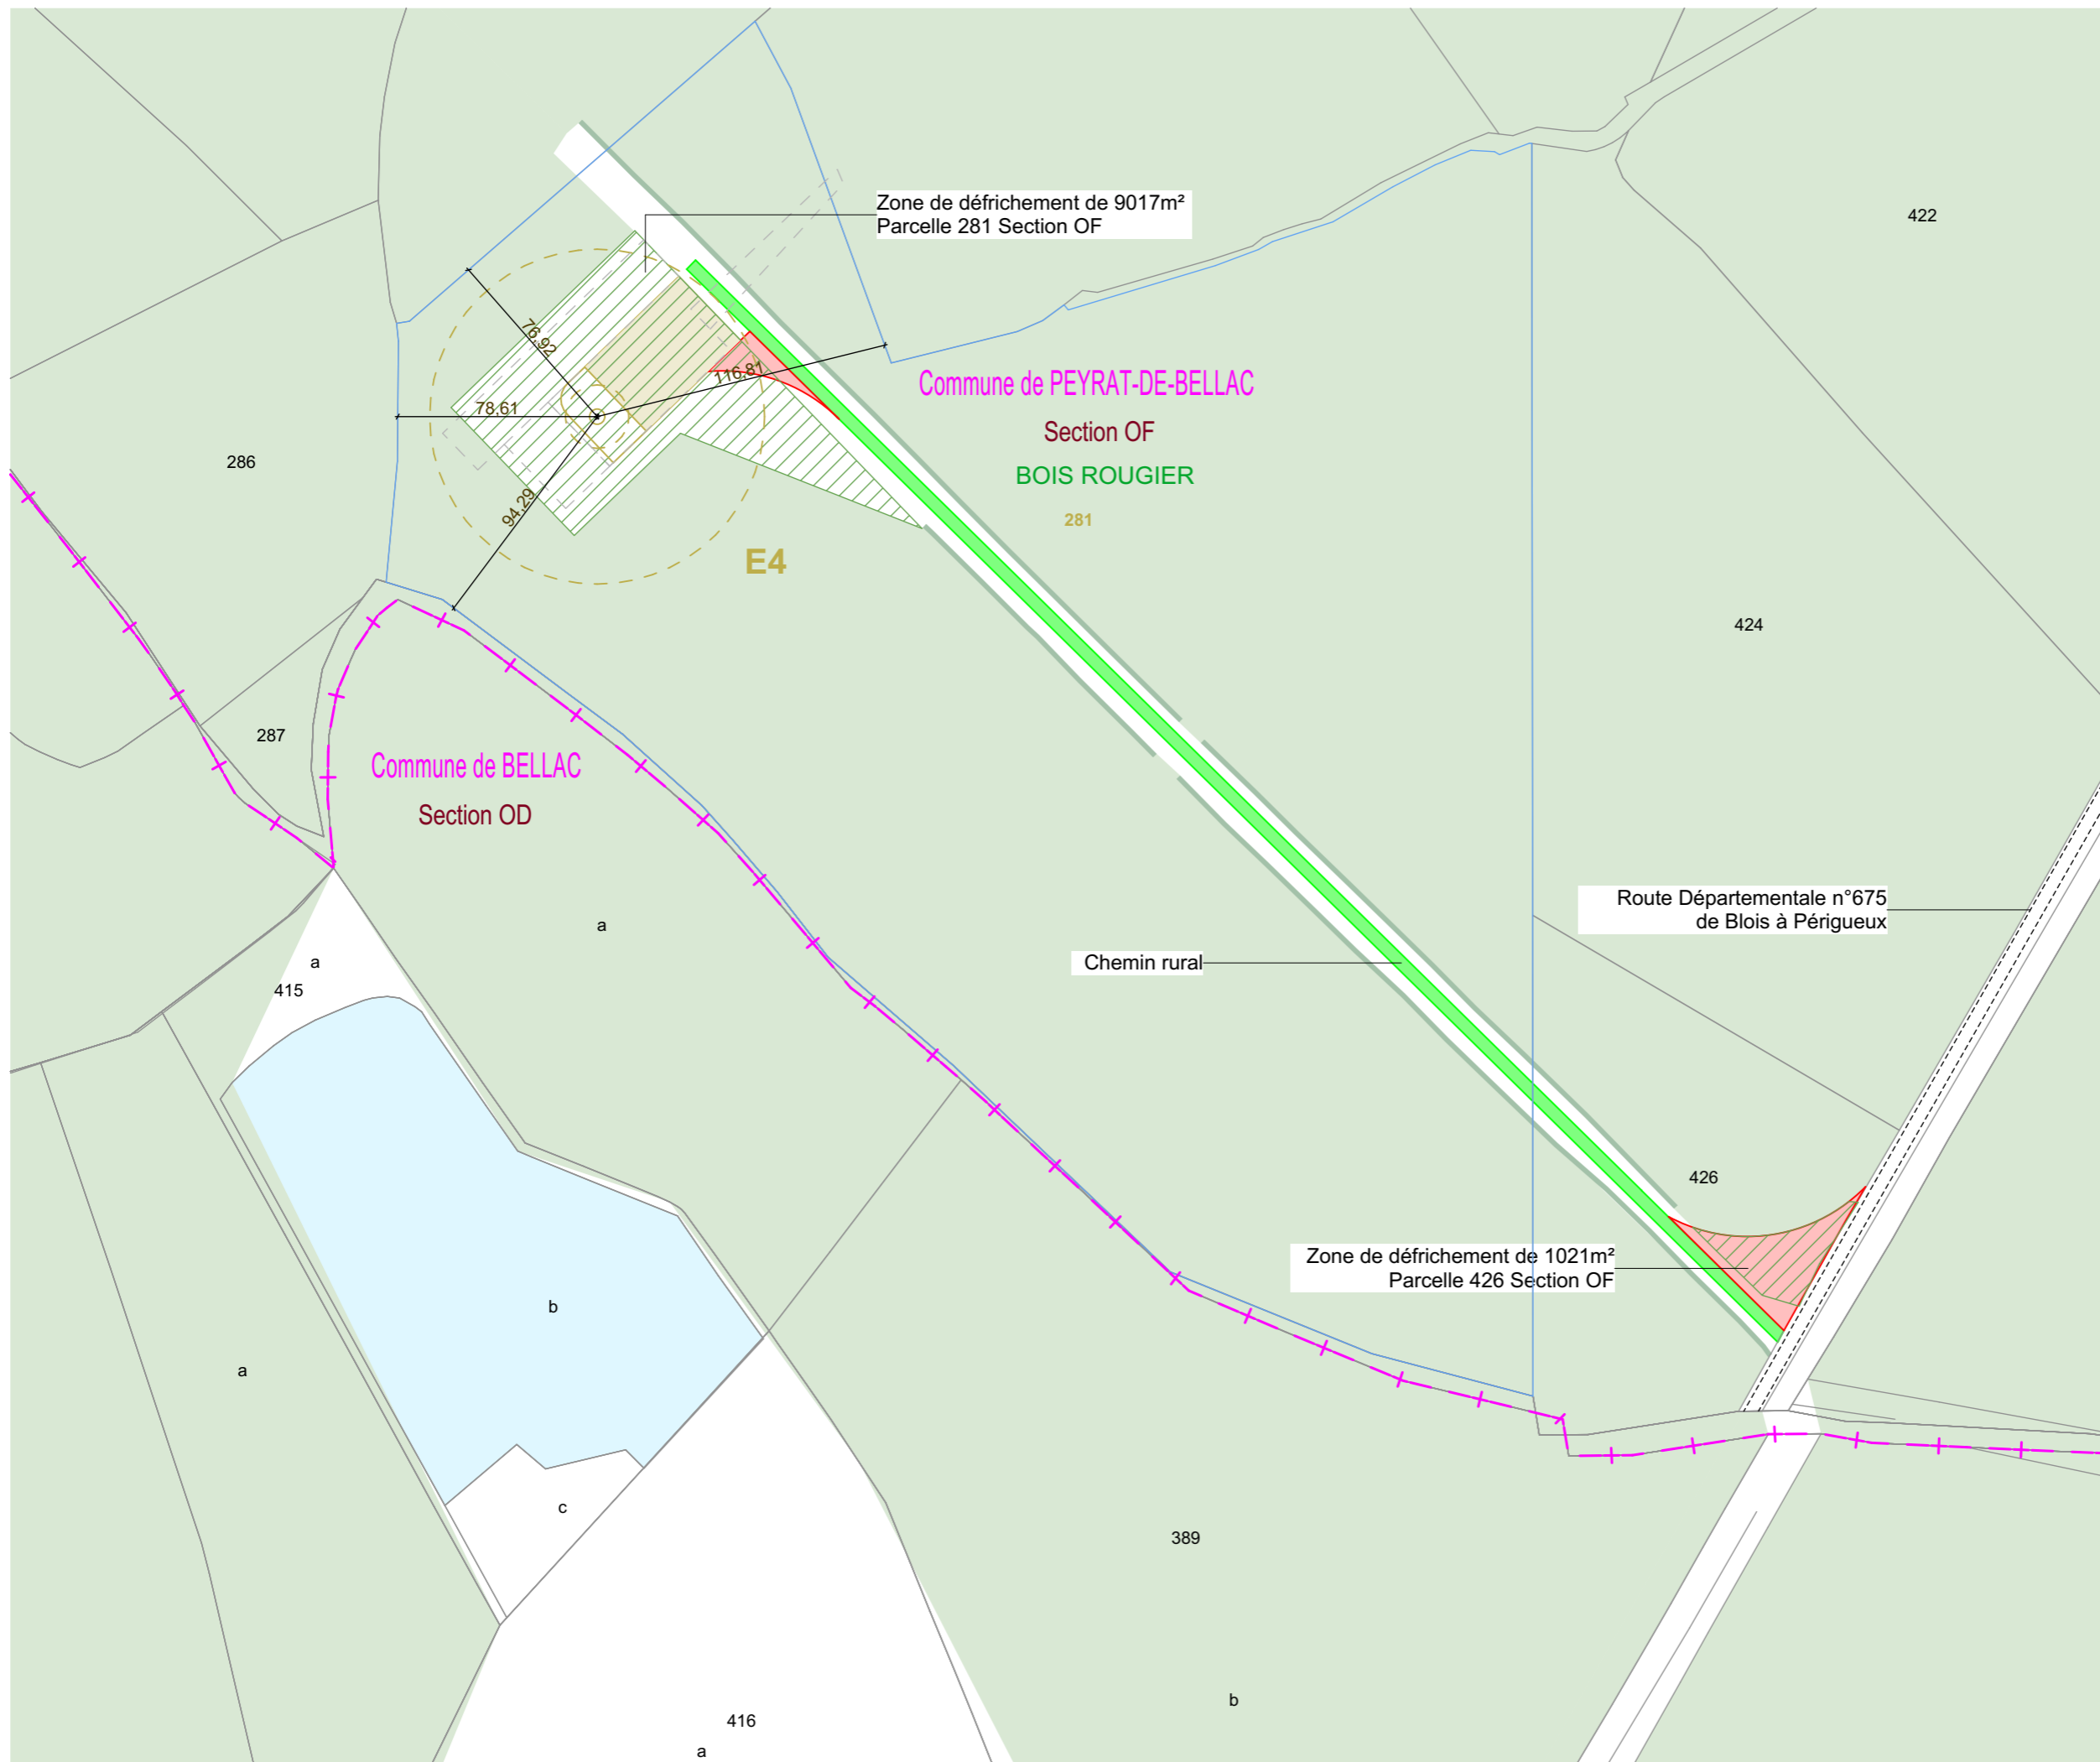 Zone de défrichement de 9017m²
Parcelle 281 Section OF
422
76,92
116,81
78,61
94,29
Commune de PEYRAT-DE-BELLAC
Section OF
BOIS ROUGIER
281
E4
286
424
287
Commune de BELLAC
Section OD
Route Départementale n°675
de Blois à Périgueux
a
Chemin rural
a
415
426
Zone de défrichement de 1021m²
Parcelle 426 Section OF
b
a
c
389
b
416
a